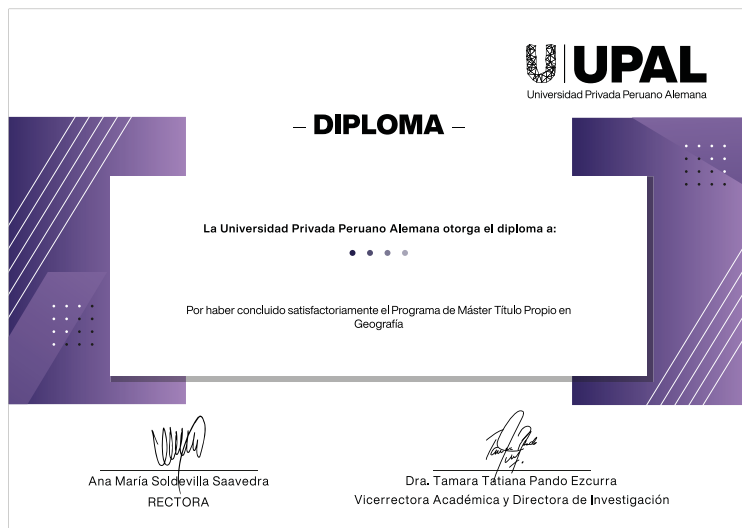 UPAL
Universidad Privada Peruano Alemana
– DIPLOMA –
La Universidad Privada Peruano Alemana otorga el diploma a:
Por haber concluido satisfactoriamente el Programa de Máster Título Propio en
Geografía
Ana María Soldevilla Saavedra
RECTORA
Dra. Tamara Tatiana Pando Ezcurra
Vicerrectora Académica y Directora de Investigación